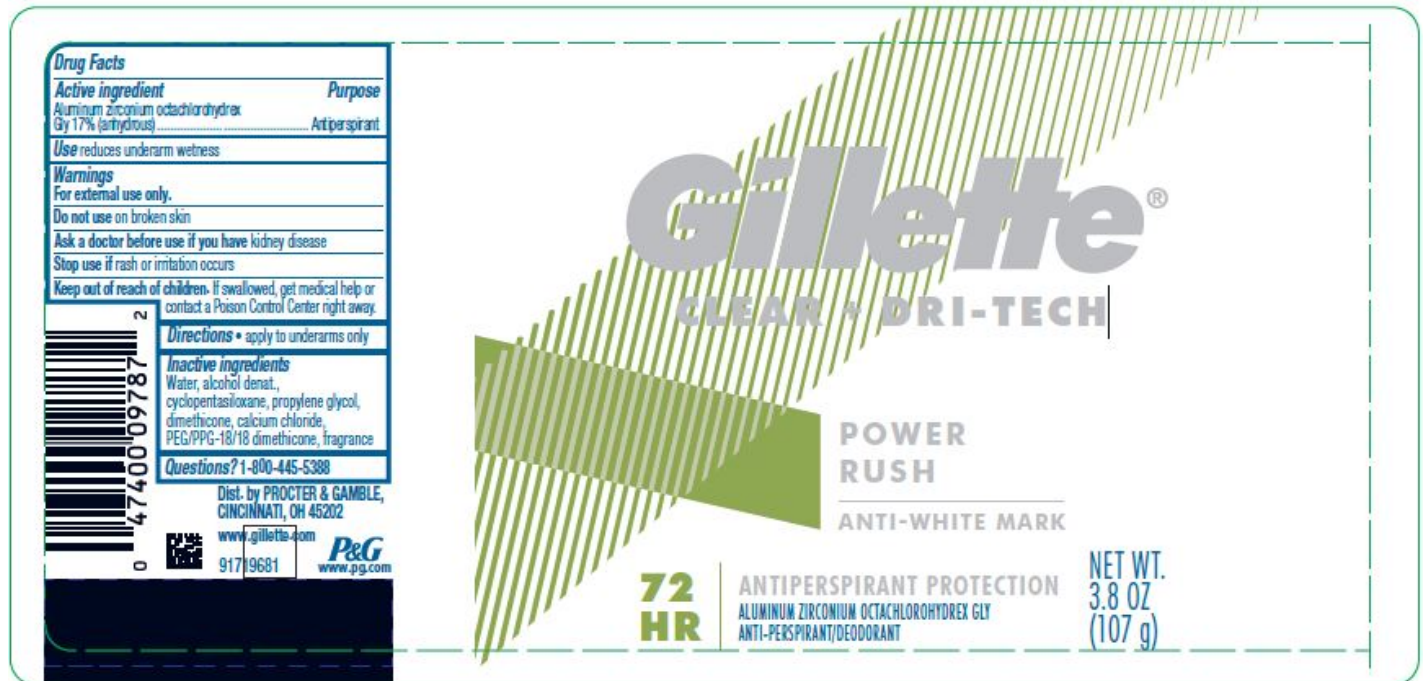 Drug Facts
Active ingredient Purpose
Aluminum zirconium octachlorohydrex
Gly 17% (anhydrous) ........................................ Antiperspirant
Use reduces underarm wetness
Warnings
For external use only.
Do not use on broken skin
Ask a doctor before use if you have kidney disease
Stop use if rash or irritation occurs
Keep out of reach of children. If swallowed, get medical help or
contact a Poison Control Center right away.
Directions • apply to underarms only
Inactive ingredients
Water, alcohol denat.,
cyclopentasiloxane, propylene glycol,
dimethicone, calcium chloride,
PEG/PPG-18/18 dimethicone, fragrance
Questions? 1-800-445-5388
Dist. by PROCTER & GAMBLE,
CINCINNATI, OH 45202
www.gillette.com
91719681
P&G
www.pg.com
0 47400 09787 2
Gillette®
CLEAR + DRI-TECH
POWER
RUSH
ANTI-WHITE MARK
72
HR
ANTIPERSPIRANT PROTECTION
ALUMINUM ZIRCONIUM OCTACHLOROHYDREX GLY
ANTI-PERSPIRANT/DEODORANT
NET WT.
3.8 OZ
(107 g)